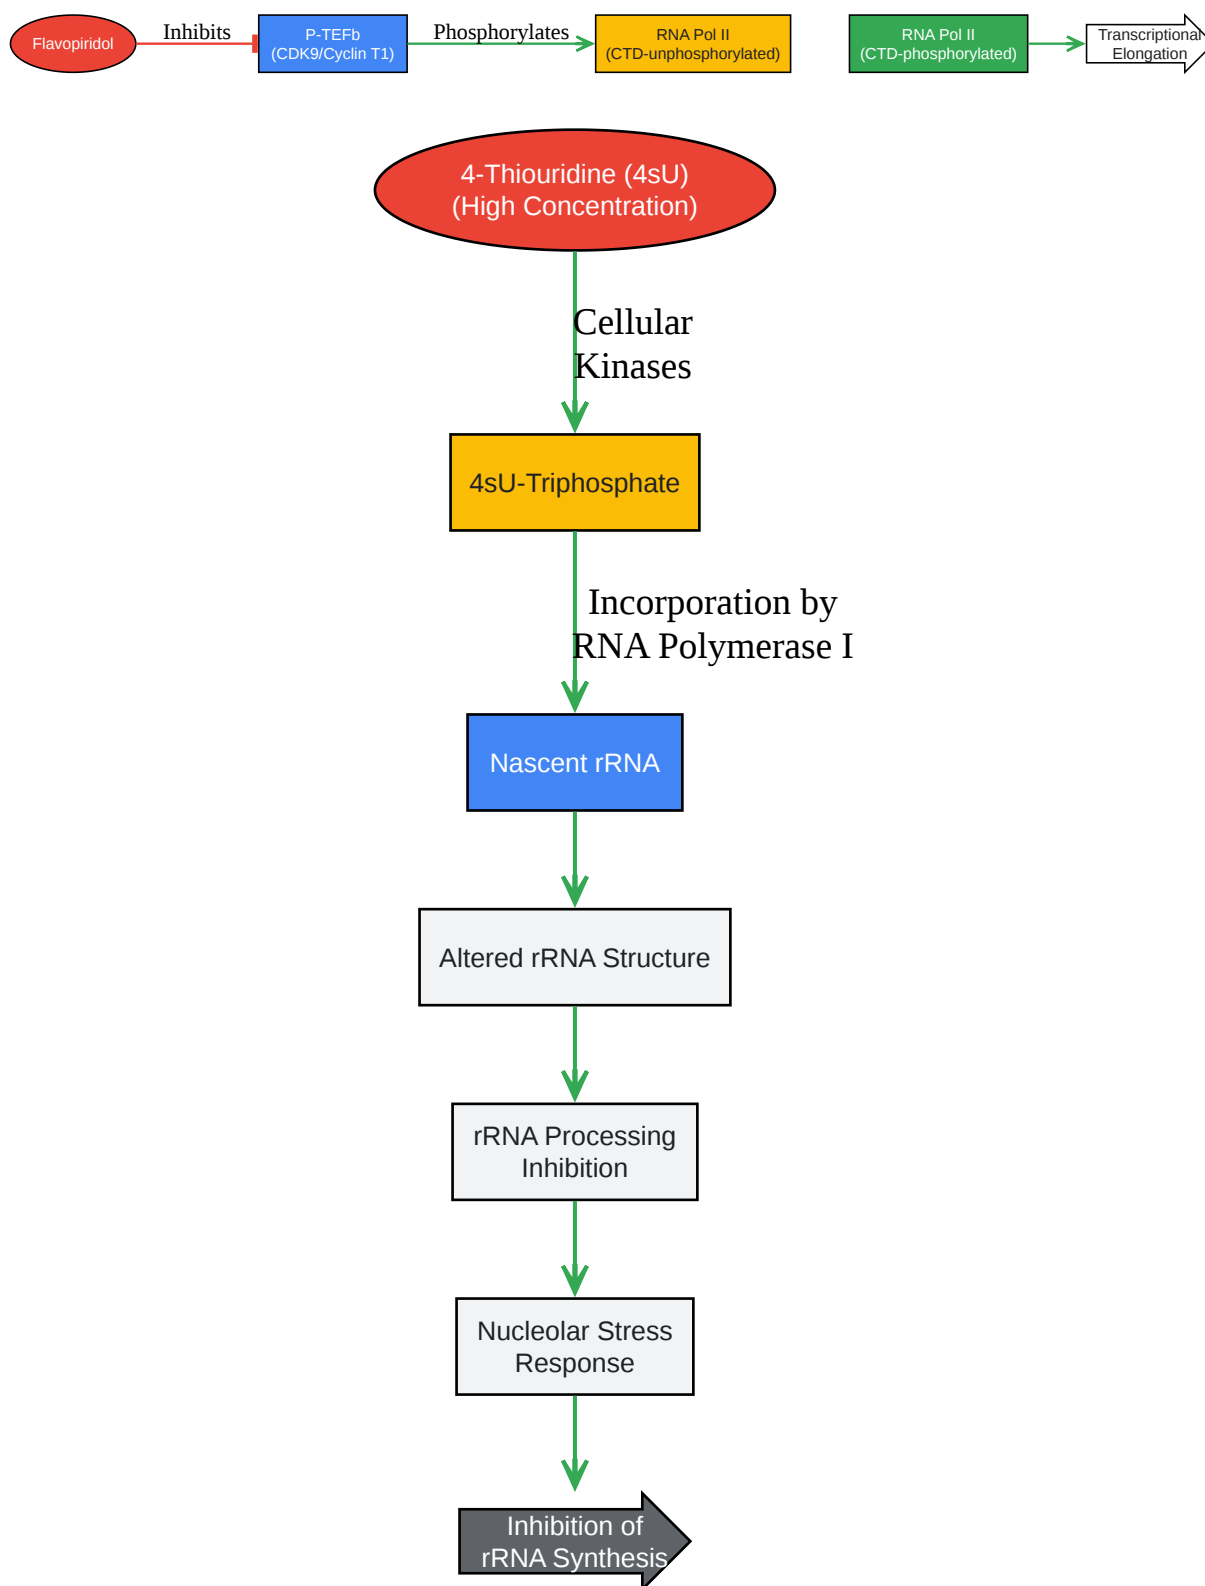 Flavopiridol
Inhibits
P-TEFb
(CDK9/Cyclin T1)
Phosphorylates
RNA Pol II
(CTD-unphosphorylated)
RNA Pol II
(CTD-phosphorylated)
Transcriptional
Elongation
4-Thiouridine (4sU)
(High Concentration)
Cellular
Kinases
4sU-Triphosphate
Incorporation by
RNA Polymerase I
Nascent rRNA
Altered rRNA Structure
rRNA Processing
Inhibition
Nucleolar Stress
Response
Inhibition of
rRNA Synthesis